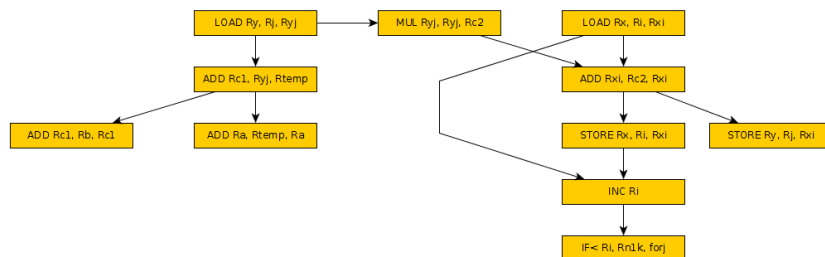 LOAD Ry, Rj, Ryj
MUL Ryj, Ryj, Rc2
LOAD Rx, Ri, Rxi
ADD Rc1, Ryj, Rtemp
ADD Rxi, Rc2, Rxi
ADD Rc1, Rb, Rc1
ADD Ra, Rtemp, Ra
STORE Rx, Ri, Rxi
STORE Ry, Rj, Rxi
INC Ri
IF< Ri, Rn1k, forj